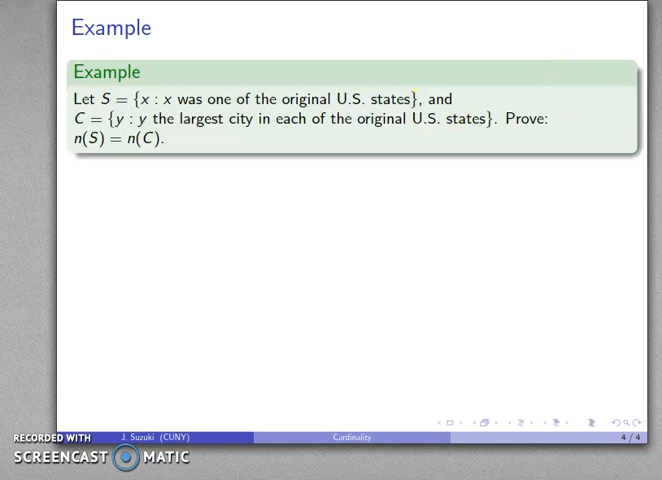 Example
Example
Let S = {x : x was one of the original U.S. states}, and
C = {y : y the largest city in each of the original U.S. states}. Prove:
n(S) = n(C).
RECORDED WITH
SCREENCAST MATIC
J. Suzuki (CUNY)
Cardinality
4 / 4